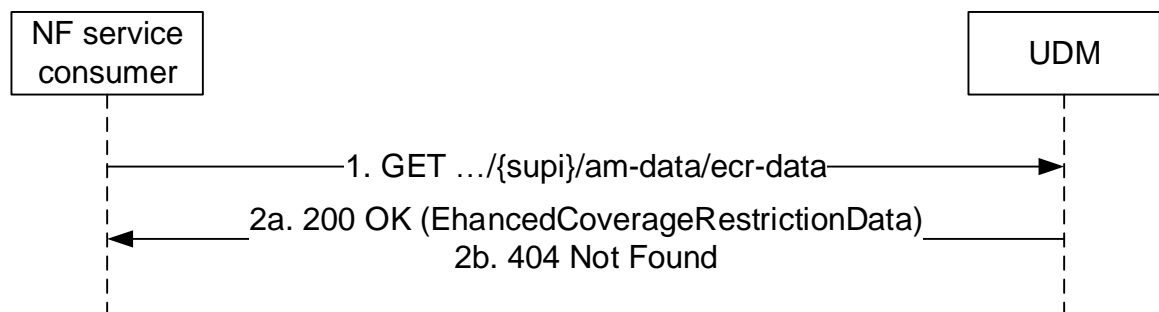 NF service
consumer
UDM
1. GET …/{supi}/am-data/ecr-data
2a. 200 OK (EhancedCoverageRestrictionData)
2b. 404 Not Found